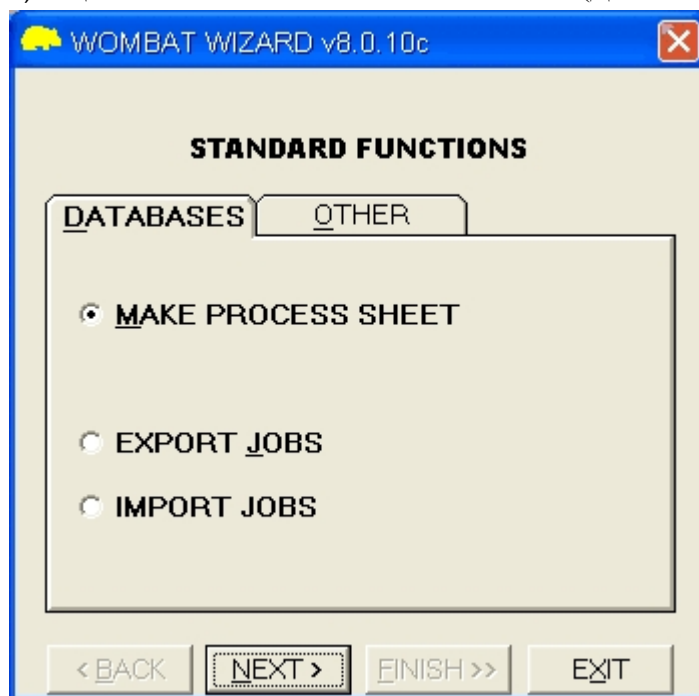 WOMBAT WIZARD v8.0.10c
STANDARD FUNCTIONS
DATABASES OTHER
MAKE PROCESS SHEET
EXPORT JOBS
IMPORT JOBS
< BACK NEXT > FINISH >> EXIT